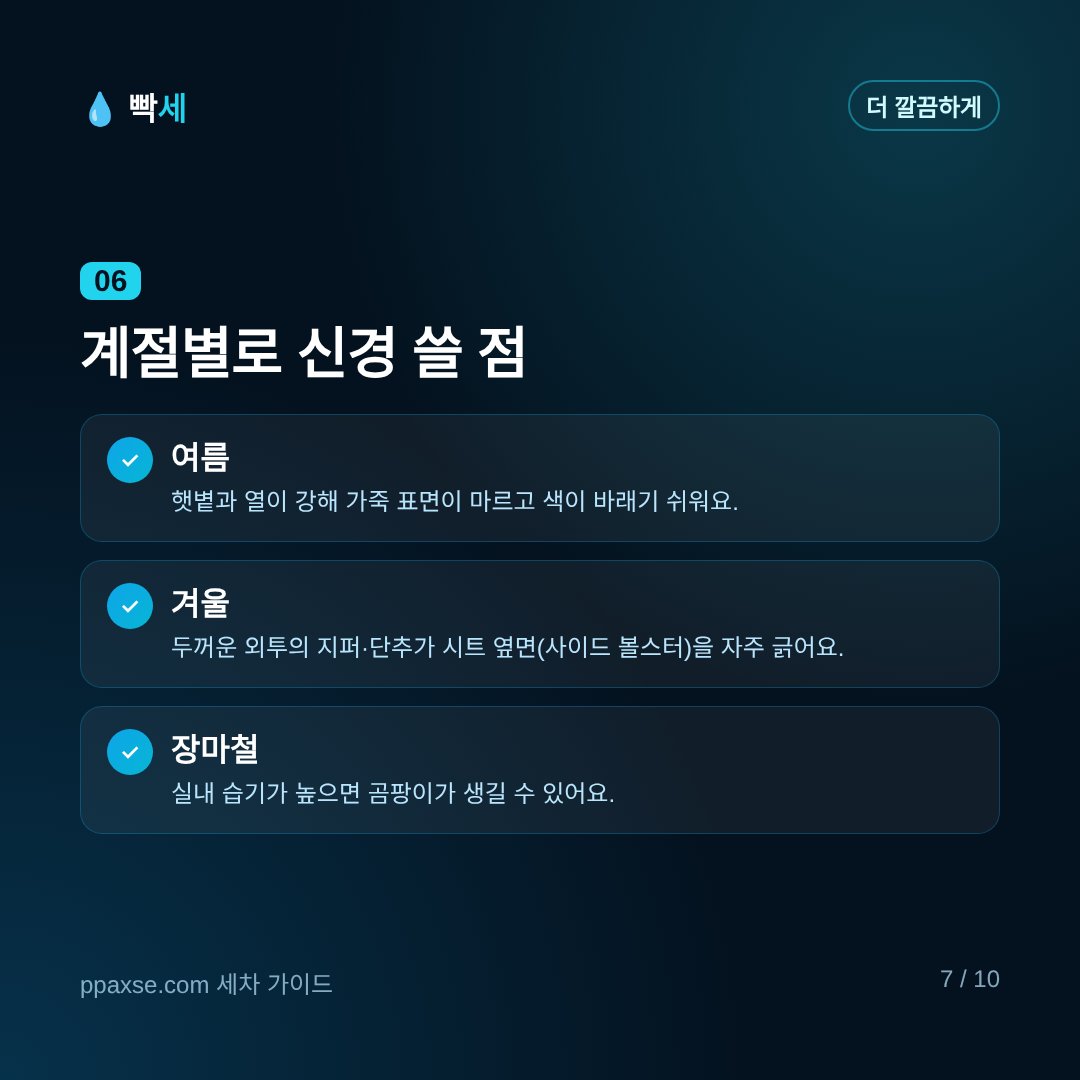 빡세
더 깔끔하게
06
계절별로 신경 쓸 점
여름
햇볕과 열이 강해 가죽 표면이 마르고 색이 바래기 쉬워요.
겨울
두꺼운 외투의 지퍼·단추가 시트 옆면(사이드 볼스터)을 자주 긁어요.
장마철
실내 습기가 높으면 곰팡이가 생길 수 있어요.
ppaxse.com 세차 가이드
7 / 10